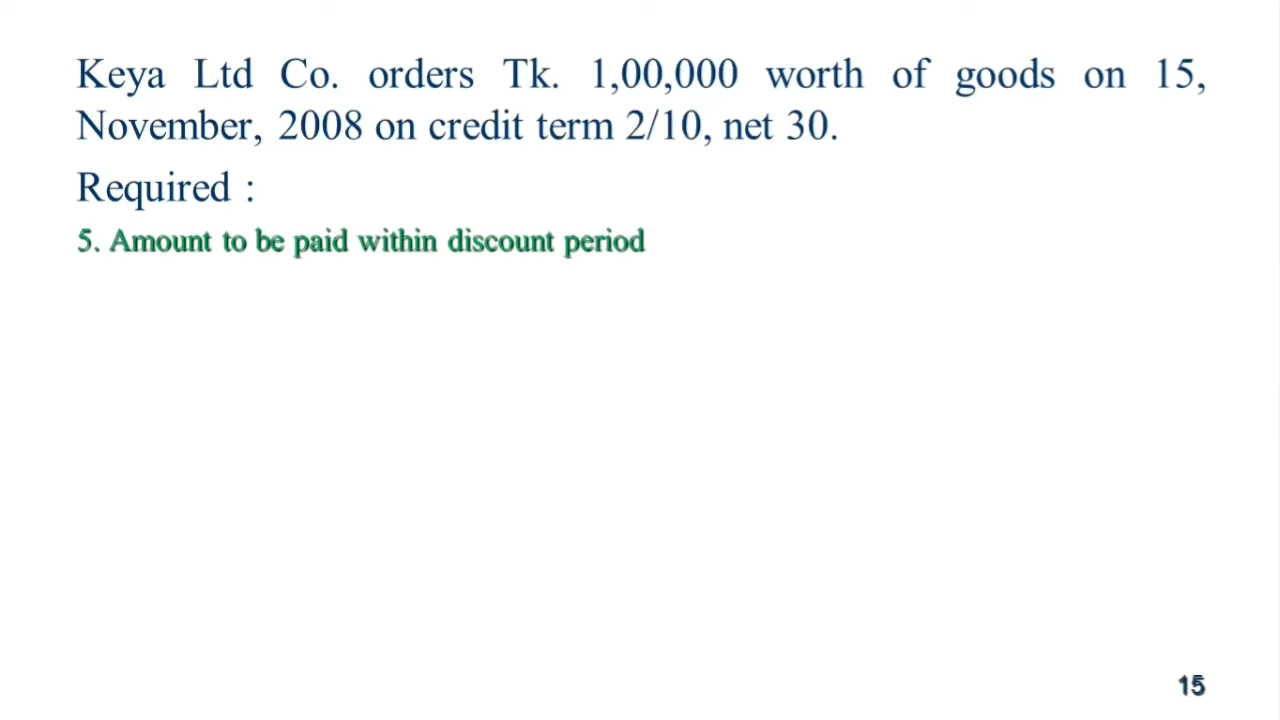 Keya Ltd Co. orders Tk. 1,00,000 worth of goods on 15,
November, 2008 on credit term 2/10, net 30.
Required :
5. Amount to be paid within discount period
15